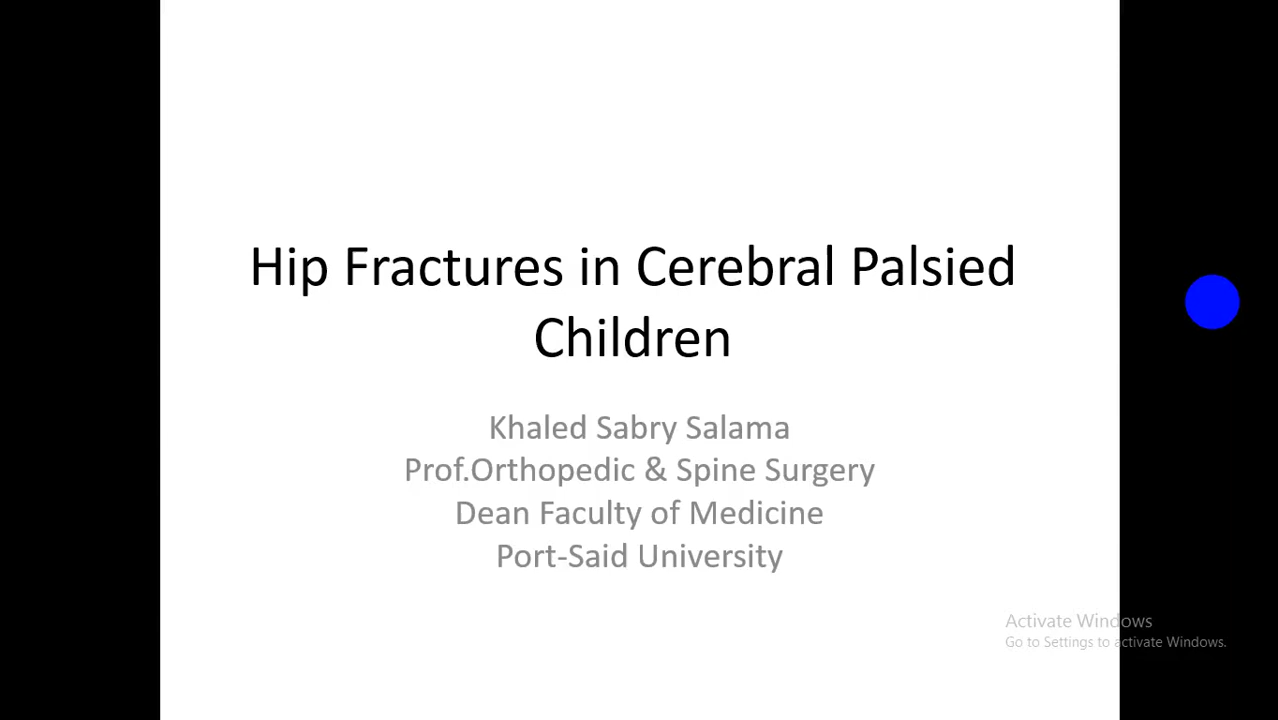 Hip Fractures in Cerebral Palsied
Children
Khaled Sabry Salama
Prof.Orthopedic & Spine Surgery
Dean Faculty of Medicine
Port-Said University
Activate Windows
Go to Settings to activate Windows.